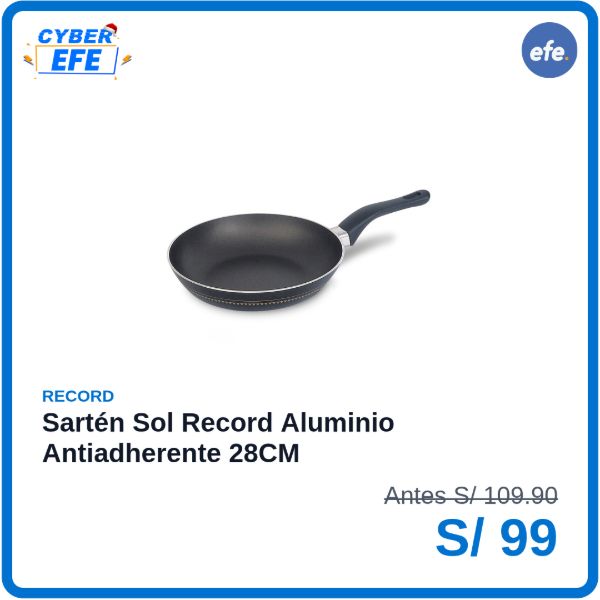 CYBER
EFE
efe.
RECORD
Sartén Sol Record Aluminio
Antiadherente 28CM
Antes S/ 109.90
S/ 99